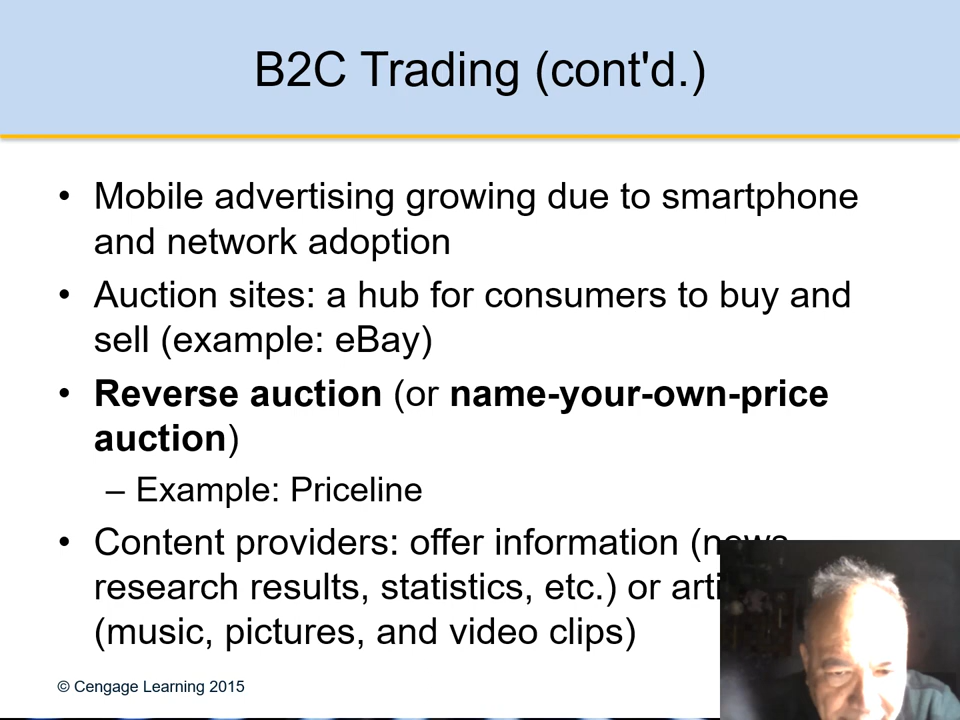 B2C Trading (cont'd.)
• Mobile advertising growing due to smartphone
and network adoption
• Auction sites: a hub for consumers to buy and
sell (example: eBay)
• Reverse auction (or name-your-own-price
auction)
– Example: Priceline
• Content providers: offer information (news
research results, statistics, etc.) or
(music, pictures, and video clips)
© Cengage Learning 2015